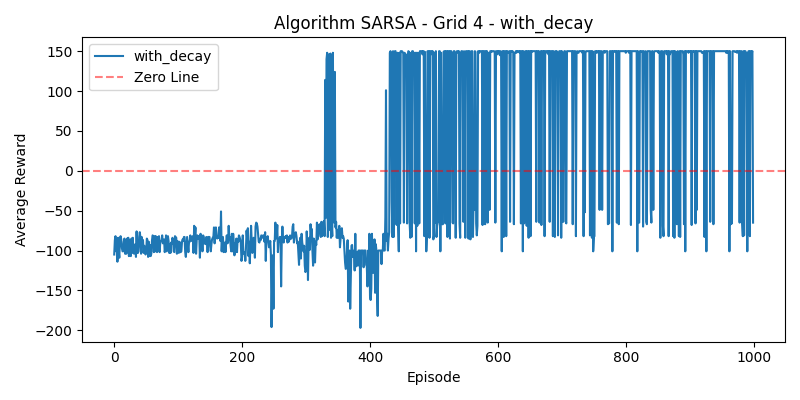 Algorithm SARSA - Grid 4 - with_decay
with_decay
Zero Line
Average Reward
150
100
50
0
−50
−100
−150
−200
0
200
400
600
800
1000
Episode